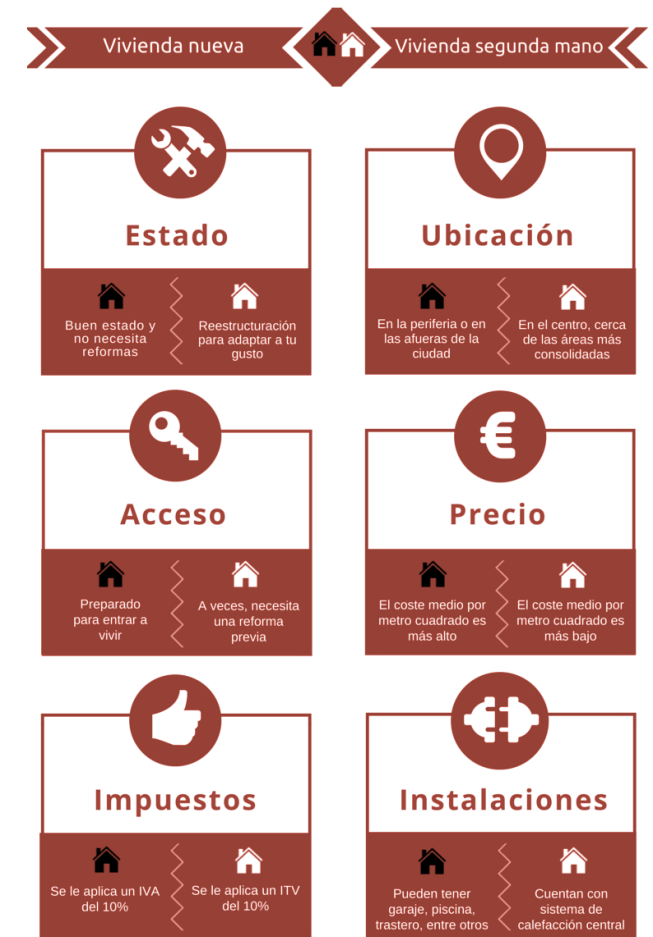 Vivienda nueva
Vivienda segunda mano
Estado
Buen estado y
no necesita
reformas
Reestructuración
para adaptar a tu
gusto
Ubicación
En la periferia o en
las afueras de la
ciudad
En el centro, cerca
de las áreas más
consolidadas
Acceso
Preparado
para entrar a
vivir
A veces, necesita
una reforma
previa
Precio
El coste medio por
metro cuadrado es
más alto
El coste medio por
metro cuadrado es
más bajo
Impuestos
Se le aplica un IVA
del 10%
Se le aplica un ITV
del 10%
Instalaciones
Pueden tener
garaje, piscina,
trastero, entre otros
Cuentan con
sistema de
calefacción central